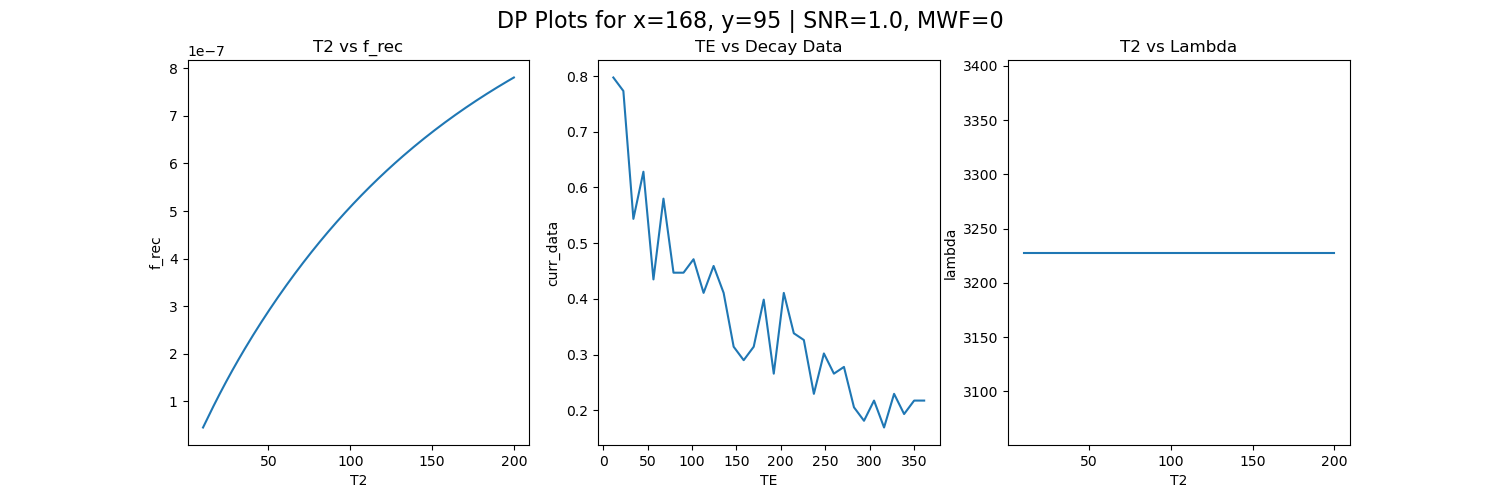 DP Plots for x=168, y=95 | SNR=1.0, MWF=0
T2 vs f_rec
1e−7
8
7
6
5
4
3
2
1
f_rec
50 100 150 200
T2
TE vs Decay Data
0.8
0.7
0.6
0.5
0.4
0.3
0.2
curr_data
0 50 100 150 200 250 300 350
TE
T2 vs Lambda
3400
3350
3300
3250
3200
3150
3100
lambda
50 100 150 200
T2